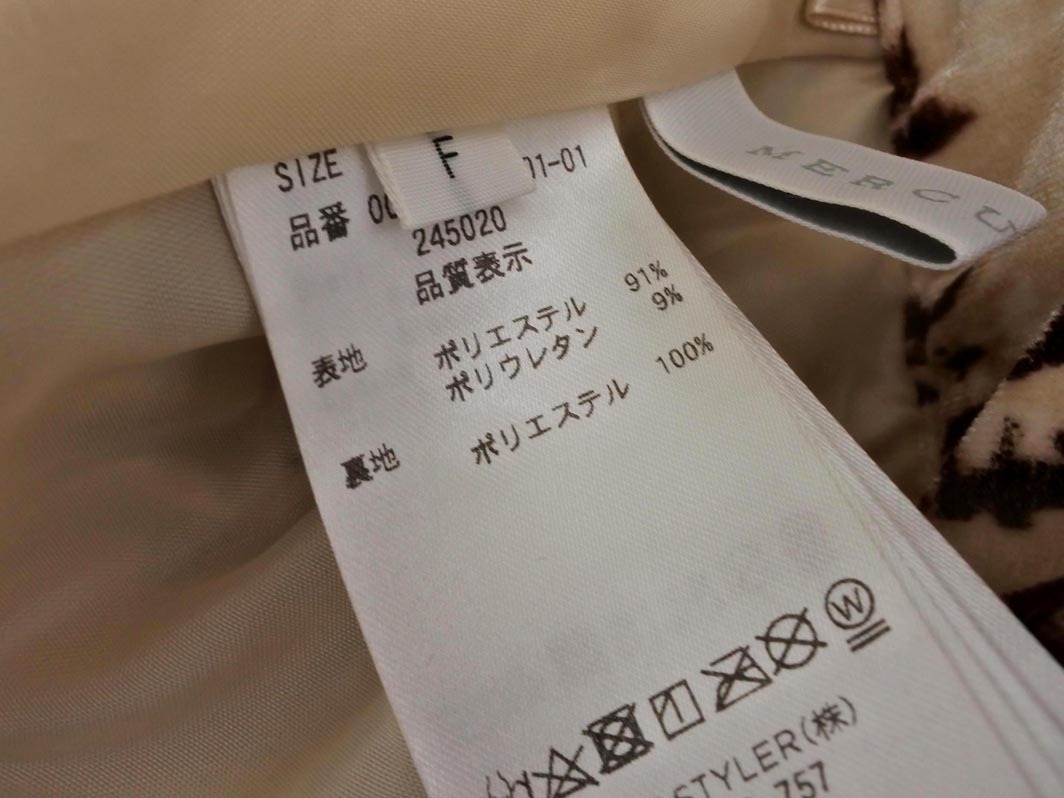 SIZE F
品番 01-01
245020
品質表示
表地 ポリエステル 91%
ポリウレタン 9%
裏地 ポリエステル 100%
W
STYLER(株)
757
MERCU